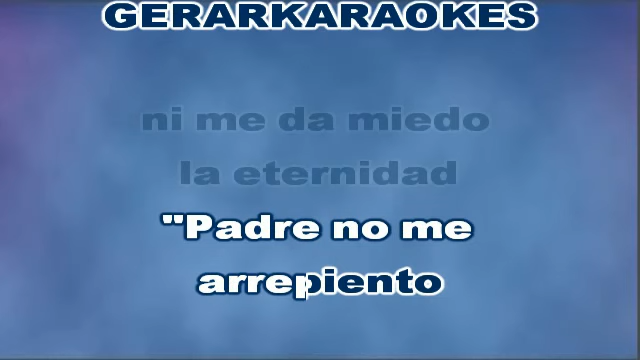 GERARKARAOKES
ni me da miedo
la eternidad
"Padre no me
arrepiento